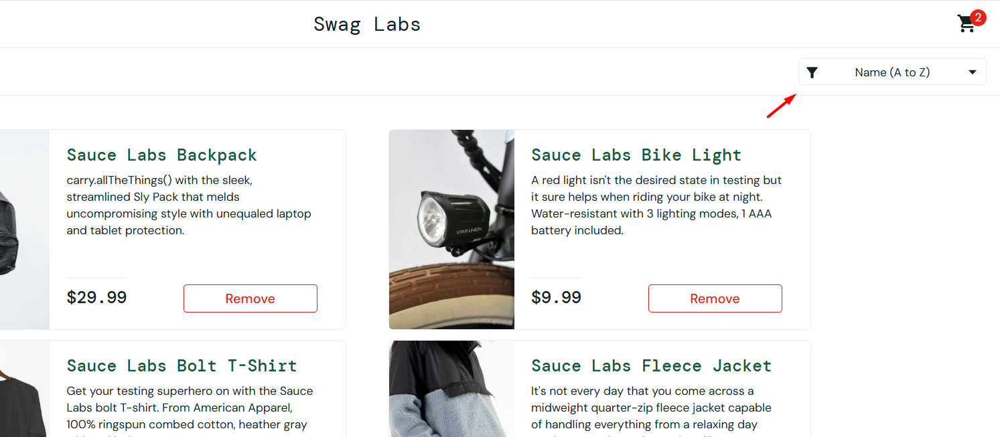 Swag Labs
2
Name (A to Z)
Sauce Labs Backpack
carry.allTheThings() with the sleek,
streamlined Sly Pack that melds
uncompromising style with unequaled laptop
and tablet protection.
$29.99
Remove
Sauce Labs Bike Light
A red light isn't the desired state in testing but
it sure helps when riding your bike at night.
Water-resistant with 3 lighting modes, 1 AAA
battery included.
STAR UNION
$9.99
Remove
Sauce Labs Bolt T-Shirt
Get your testing superhero on with the Sauce
Labs bolt T-shirt. From American Apparel,
100% ringspun combed cotton, heather gray
Sauce Labs Fleece Jacket
It's not every day that you come across a
midweight quarter-zip fleece jacket capable
of handling everything from a relaxing day